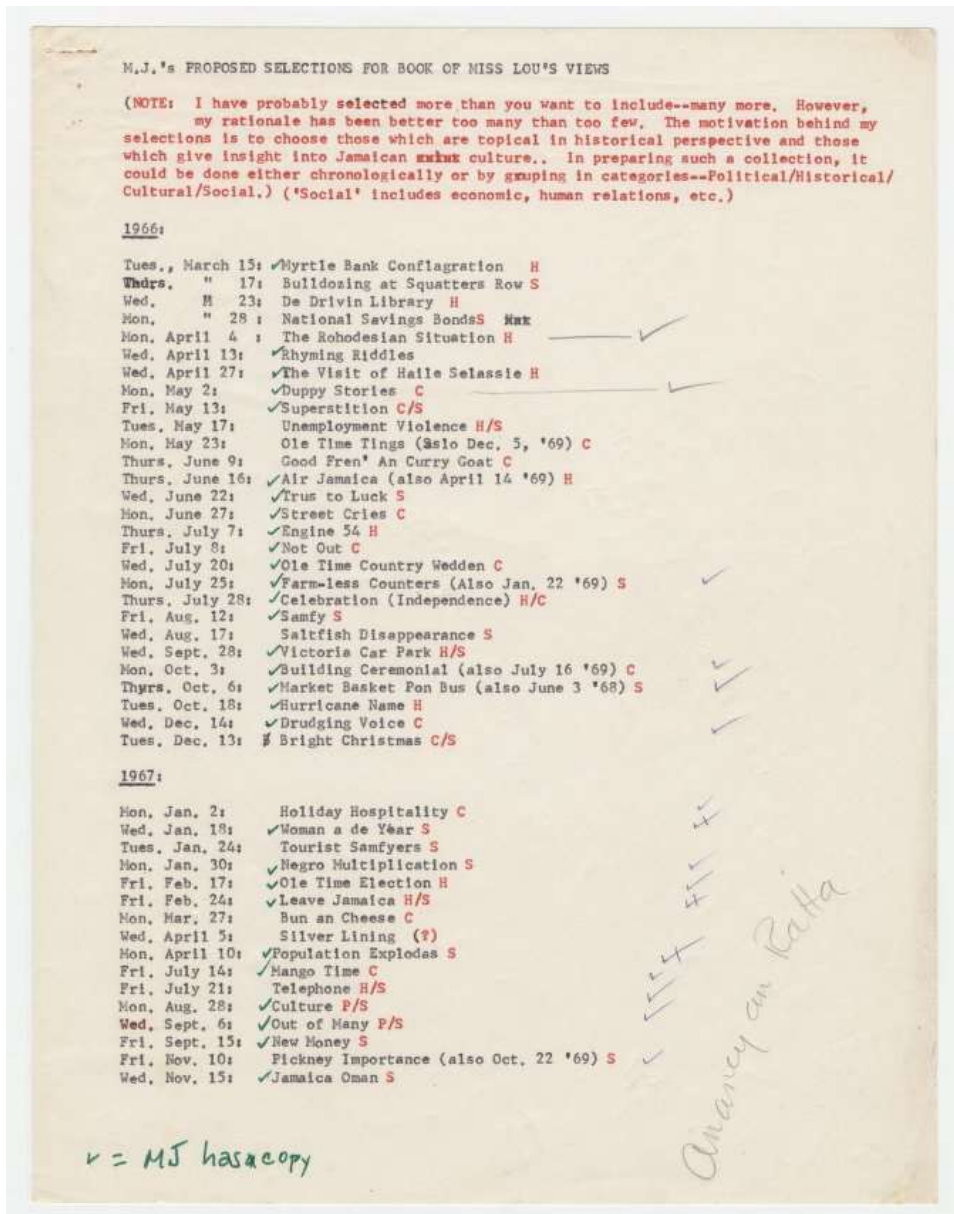 M.J.'s PROPOSED SELECTIONS FOR BOOK OF MISS LOU'S VIEWS
(NOTE: I have probably selected more than you want to include--many more. However,
my rationale has been better too many than too few. The motivation behind my
selections is to choose those which are topical in historical perspective and those
which give insight into Jamaican culture.. In preparing such a collection, it
could be done either chronologically or by grouping in categories--Political/Historical/
Cultural/Social.) ('Social' includes economic, human relations, etc.)
1966:
Tues., March 15: ✓Myrtle Bank Conflagration H
Thurs. " 17: Bulldozing at Squatters Row S
Wed. " 23: De Drivin Library H
Mon. " 28 : National Savings BondsS
Mon. April 4 : The Rohodesian Situation H ✓
Wed. April 13: ✓Rhyming Riddles
Wed. April 27: ✓The Visit of Haile Selassie H
Mon. May 2: ✓Duppy Stories C ✓
Fri. May 13: ✓Superstition C/S
Tues. May 17: Unemployment Violence H/S
Mon. May 23: Ole Time Tings (aslo Dec. 5, '69) C
Thurs. June 9: Good Fren' An Curry Goat C
Thurs. June 16: ✓Air Jamaica (also April 14 '69) H
Wed. June 22: ✓Trus to Luck S
Mon. June 27: ✓Street Cries C
Thurs. July 7: ✓Engine 54 H
Fri. July 8: ✓Not Out C
Wed. July 20: ✓Ole Time Country Wedden C
Mon. July 25: ✓Farm-less Counters (Also Jan. 22 '69) S ✓
Thurs. July 28: ✓Celebration (Independence) H/C
Fri. Aug. 12: ✓Samfy S
Wed. Aug. 17: Saltfish Disappearance S
Wed. Sept. 28: ✓Victoria Car Park H/S
Mon. Oct. 3: ✓Building Ceremonial (also July 16 '69) C ✓
Thyrs. Oct. 6: ✓Market Basket Pon Bus (also June 3 '68) S ✓
Tues. Oct. 18: ✓Hurricane Name H
Wed. Dec. 14: ✓Drudging Voice C ✓
Tues. Dec. 13: Bright Christmas C/S
1967:
Mon. Jan. 2: Holiday Hospitality C
Wed. Jan. 18: ✓Woman a de Year S
Tues. Jan. 24: Tourist Samfyers S
Mon. Jan. 30: ✓Negro Multiplication S
Fri. Feb. 17: ✓Ole Time Election H
Fri. Feb. 24: ✓Leave Jamaica H/S
Mon. Mar. 27: Bun an Cheese C
Wed. April 5: Silver Lining (?)
Mon. April 10: ✓Population Explodas S
Fri. July 14: ✓Mango Time C
Fri. July 21: Telephone H/S
Mon. Aug. 28: ✓Culture P/S
Wed. Sept. 6: ✓Out of Many P/S
Fri. Sept. 15: ✓New Money S
Fri. Nov. 10: Pickney Importance (also Oct. 22 '69) S ✓
Wed. Nov. 15: ✓Jamaica Oman S
Anancy an Ratta
✓ = MJ has a copy